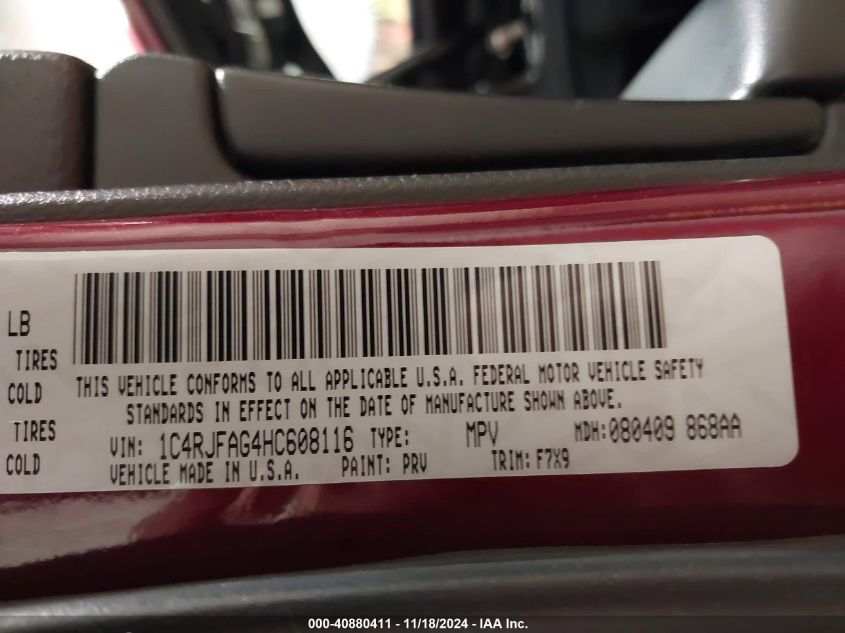 LB
TIRES
COLD
TIRES
COLD
THIS VEHICLE CONFORMS TO ALL APPLICABLE U.S.A. FEDERAL MOTOR VEHICLE SAFETY
STANDARDS IN EFFECT ON THE DATE OF MANUFACTURE SHOWN ABOVE.
VIN: 1C4RJFAG4HC608116 TYPE: MPV MDH:080409 868AA
VEHICLE MADE IN U.S.A. PAINT: PRV TRIM: F7X9
000-40880411 - 11/18/2024 - IAA Inc.